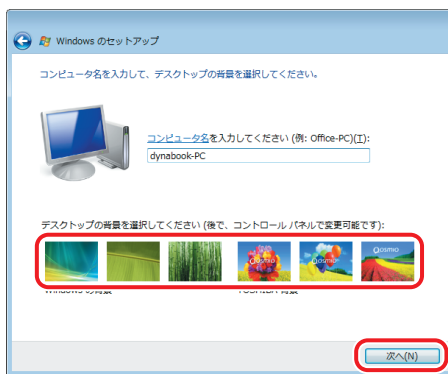 Windows のセットアップ
コンピュータ名を入力して、デスクトップの背景を選択してください。
コンピュータ名を入力してください (例: Office-PC)(T):
dynabook-PC
デスクトップの背景を選択してください (後で、コントロール パネルで変更可能です):
Qosmio
Qosmio
Qosmio
次へ(N)